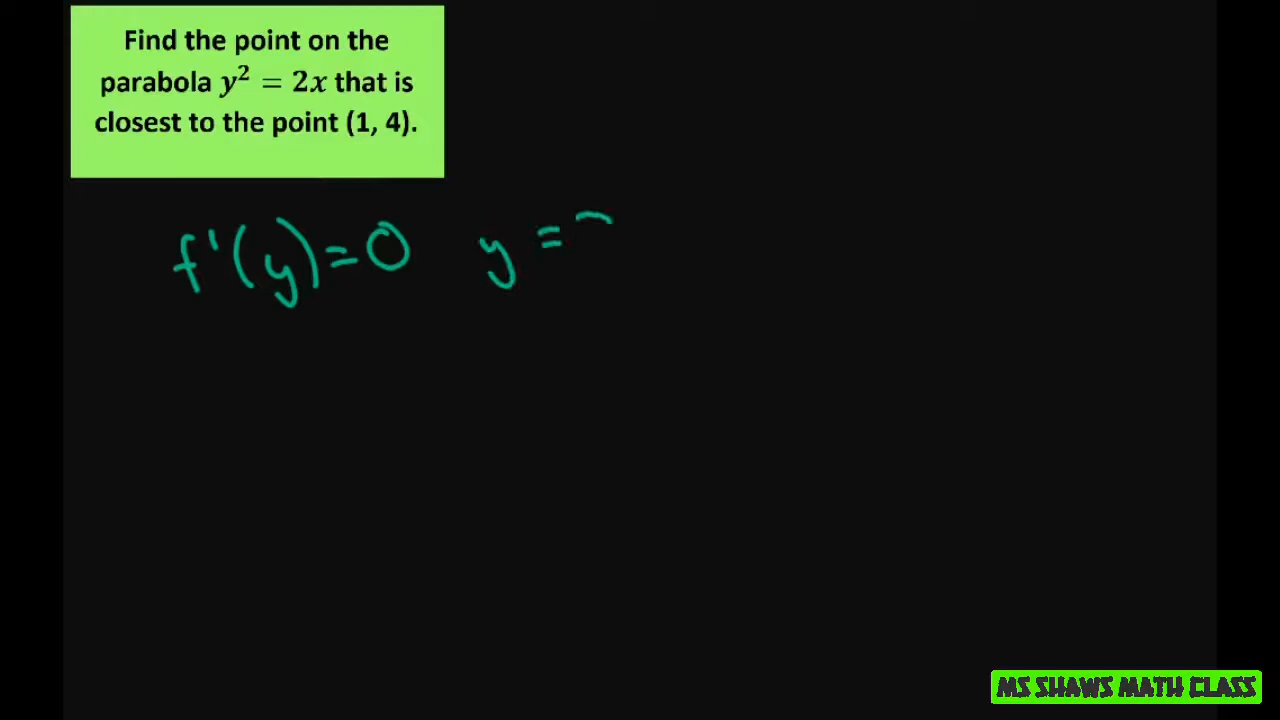 Find the point on the
parabola y² = 2x that is
closest to the point (1, 4).
f'(y)=0 y =
MS SHAWS MATH CLASS